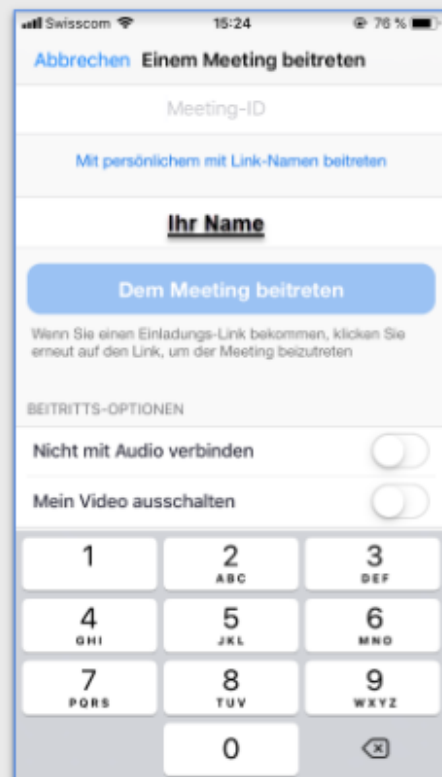 Swisscom 15:24 76 %
Abbrechen Einem Meeting beitreten
Meeting-ID
Mit persönlichem mit Link-Namen beitreten
Ihr Name
Dem Meeting beitreten
Wenn Sie einen Einladungs-Link bekommen, klicken Sie
erneut auf den Link, um der Meeting beizutreten
BEITRITTS-OPTIONEN
Nicht mit Audio verbinden
Mein Video ausschalten
1 2 3
ABC DEF
4 5 6
GHI JKL MNO
7 8 9
PQRS TUV WXYZ
0